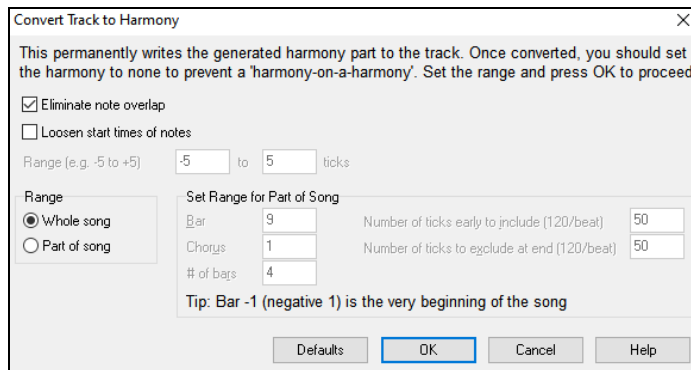 Convert Track to Harmony
This permanently writes the generated harmony part to the track. Once converted, you should set
the harmony to none to prevent a 'harmony-on-a-harmony'. Set the range and press OK to proceed
Eliminate note overlap
Loosen start times of notes
Range (e.g. -5 to +5) -5 to 5 ticks
Range
Whole song
Part of song
Set Range for Part of Song
Bar 9 Number of ticks early to include (120/beat) 50
Chorus 1 Number of ticks to exclude at end (120/beat) 50
# of bars 4
Tip: Bar -1 (negative 1) is the very beginning of the song
Defaults OK Cancel Help